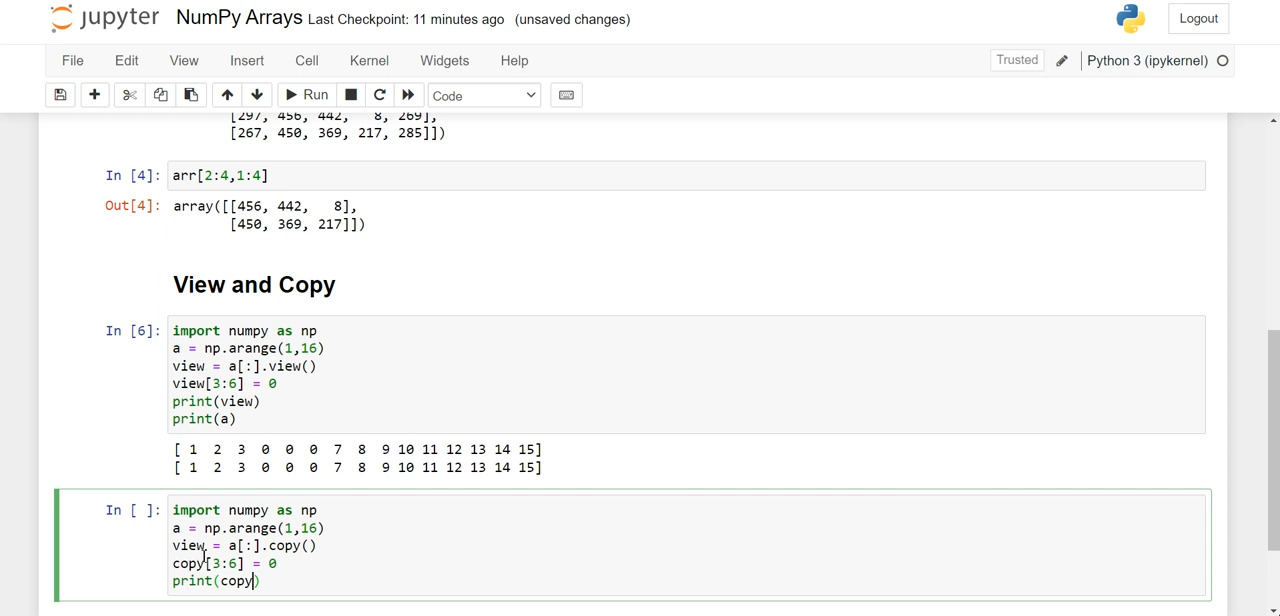 jupyter NumPy Arrays Last Checkpoint: 11 minutes ago (unsaved changes) Logout
File Edit View Insert Cell Kernel Widgets Help Trusted Python 3 (ipykernel)
Run Code
[297, 456, 442,   8, 269],
[267, 450, 369, 217, 285]])
In [4]: arr[2:4,1:4]
Out[4]: array([[456, 442,   8],
[450, 369, 217]])
View and Copy
In [6]: import numpy as np
a = np.arange(1,16)
view = a[:].view()
view[3:6] = 0
print(view)
print(a)
[ 1  2  3  0  0  0  7  8  9 10 11 12 13 14 15]
[ 1  2  3  0  0  0  7  8  9 10 11 12 13 14 15]
In [ ]: import numpy as np
a = np.arange(1,16)
view = a[:].copy()
copy[3:6] = 0
print(copy)